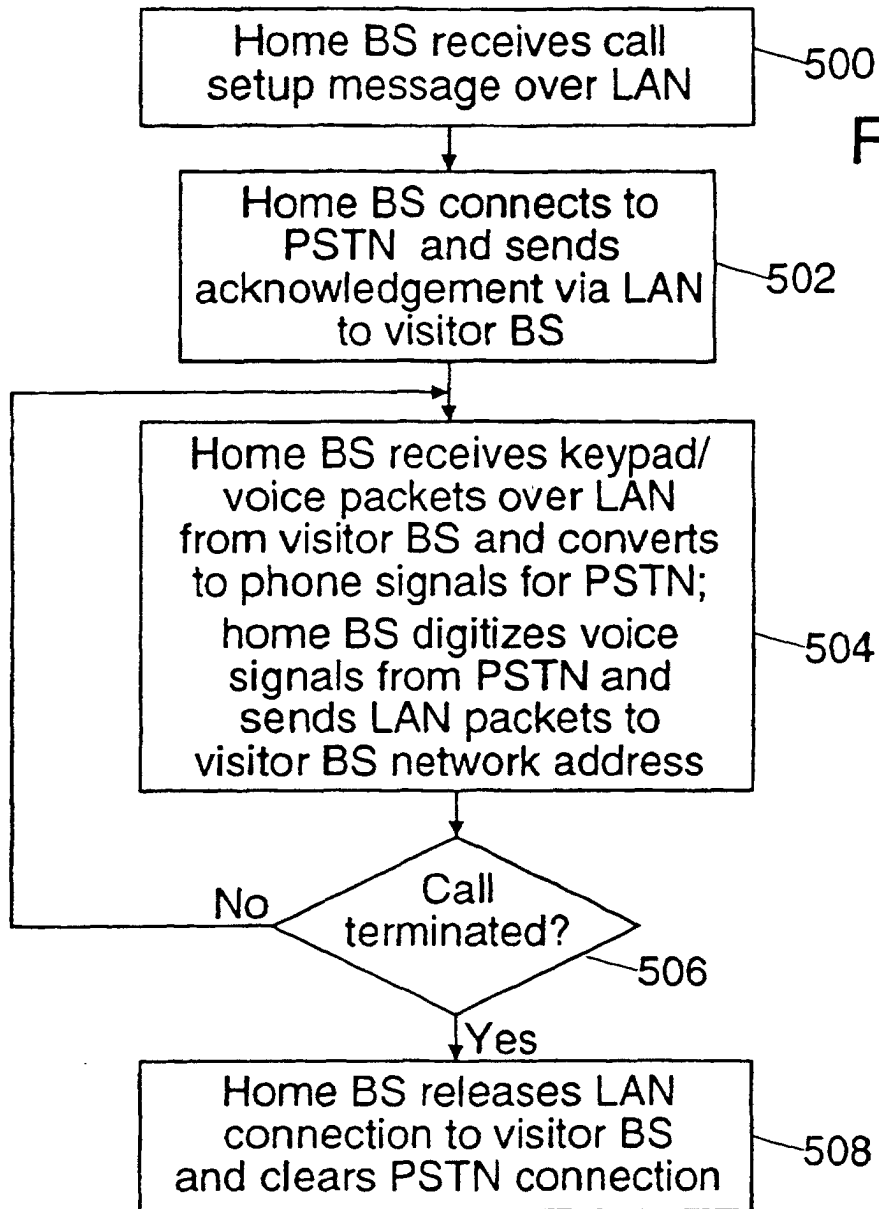 Home BS receives call
setup message over LAN
500
F
Home BS connects to
PSTN and sends
acknowledgement via LAN
to visitor BS
502
Home BS receives keypad/
voice packets over LAN
from visitor BS and converts
to phone signals for PSTN;
home BS digitizes voice
signals from PSTN and
sends LAN packets to
visitor BS network address
504
Call
terminated?
No
506
Yes
Home BS releases LAN
connection to visitor BS
and clears PSTN connection
508